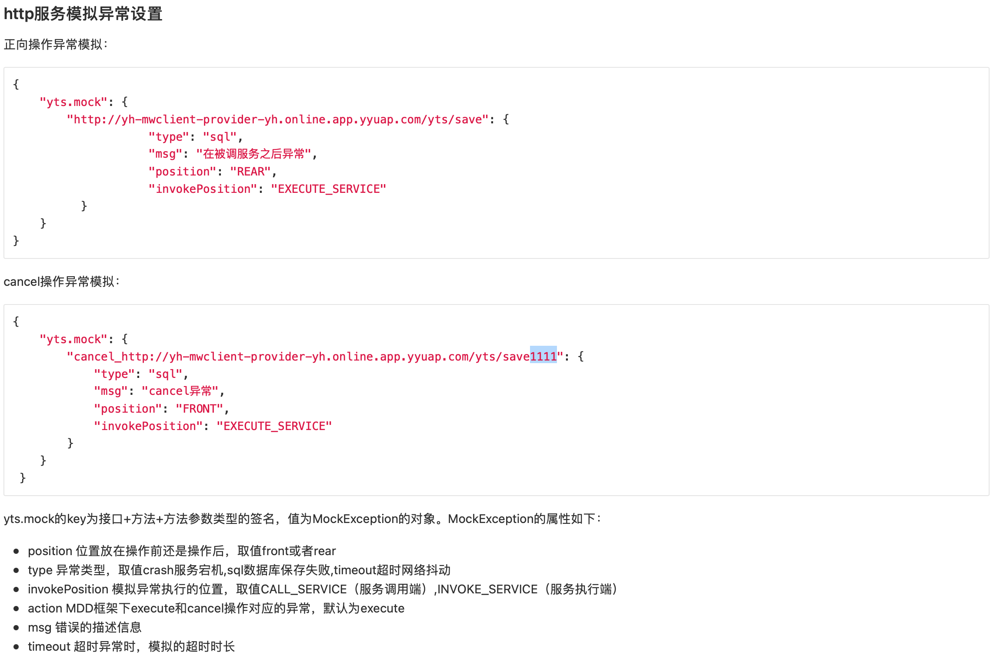 http服务模拟异常设置
正向操作异常模拟：
{
    "yts.mock": {
        "http://yh-mwclient-provider-yh.online.app.yyuap.com/yts/save": {
                    "type": "sql",
                    "msg": "在被调服务之后异常",
                    "position": "REAR",
                    "invokePosition": "EXECUTE_SERVICE"
          }
    }
}
cancel操作异常模拟：
{
    "yts.mock": {
        "cancel_http://yh-mwclient-provider-yh.online.app.yyuap.com/yts/save1111": {
            "type": "sql",
            "msg": "cancel异常",
            "position": "FRONT",
            "invokePosition": "EXECUTE_SERVICE"
        }
    }
 }
yts.mock的key为接口+方法+方法参数类型的签名，值为MockException的对象。MockException的属性如下：
• position 位置放在操作前还是操作后，取值front或者rear
• type 异常类型，取值crash服务宕机,sql数据库保存失败,timeout超时网络抖动
• invokePosition 模拟异常执行的位置，取值CALL_SERVICE（服务调用端）,INVOKE_SERVICE（服务执行端）
• action MDD框架下execute和cancel操作对应的异常，默认为execute
• msg 错误的描述信息
• timeout 超时异常时，模拟的超时时长